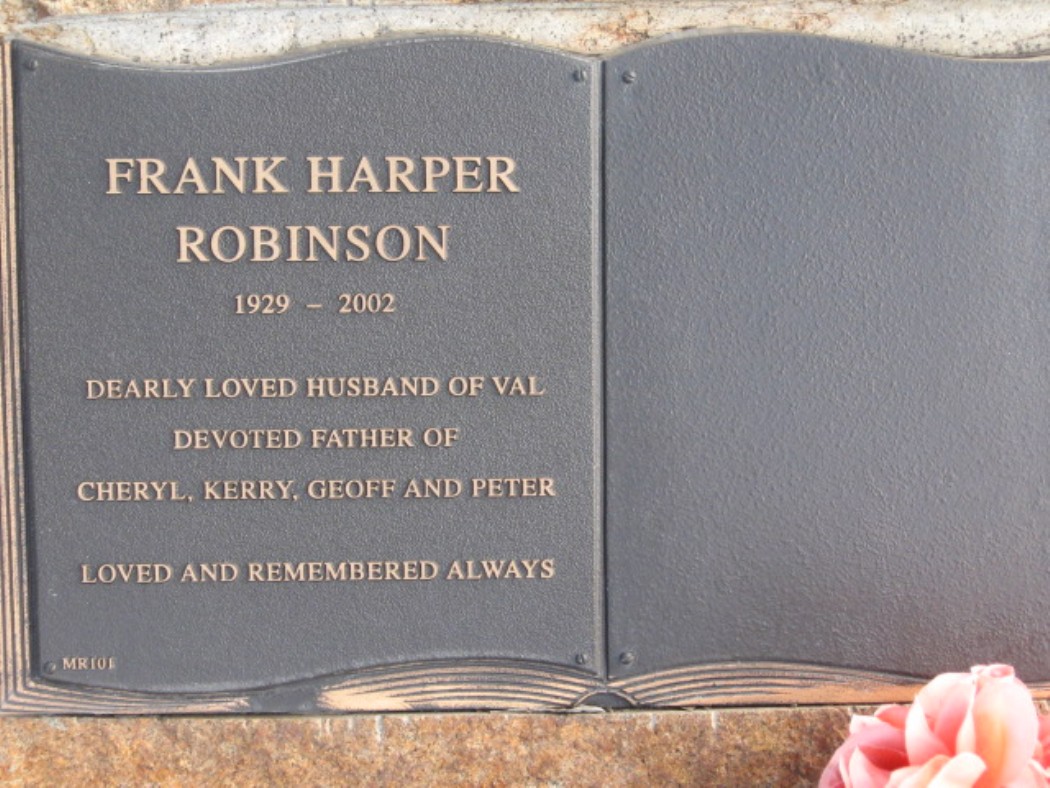 FRANK HARPER
ROBINSON
1929 – 2002
DEARLY LOVED HUSBAND OF VAL
DEVOTED FATHER OF
CHERYL, KERRY, GEOFF AND PETER
LOVED AND REMEMBERED ALWAYS
MR101